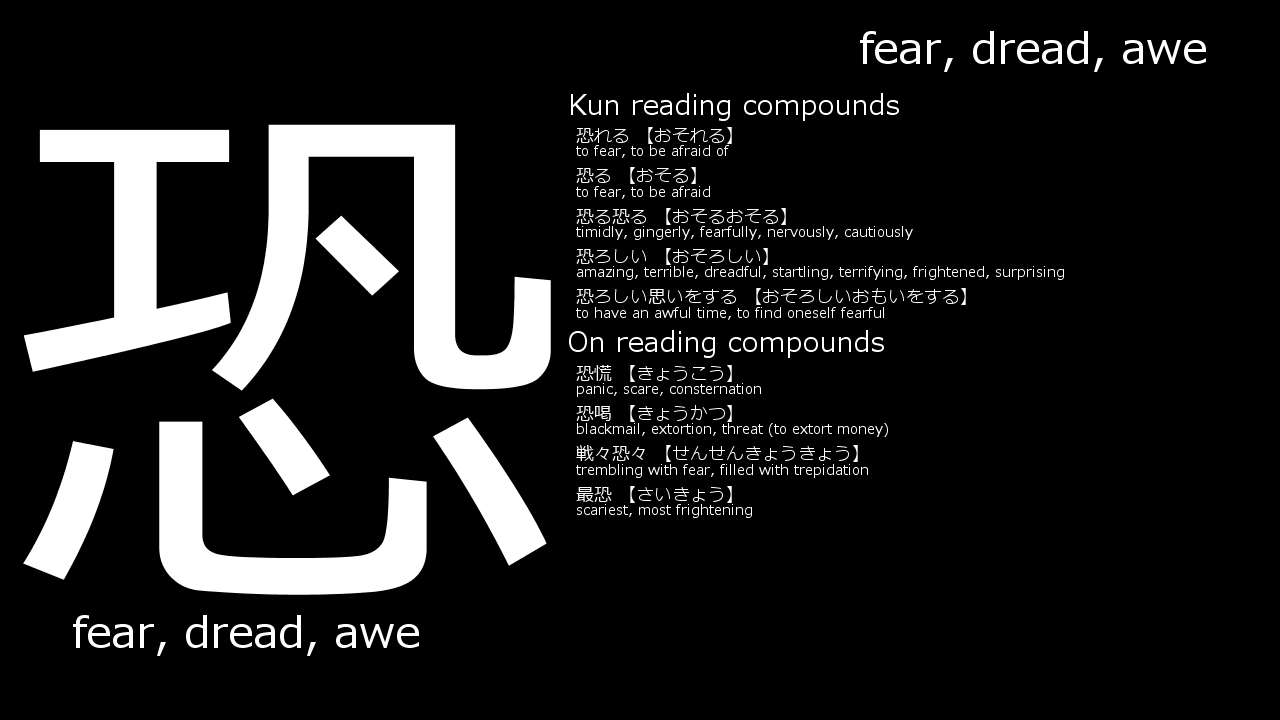 fear, dread, awe
恐
Kun reading compounds
恐れる 【おそれる】
to fear, to be afraid of
恐る 【おそる】
to fear, to be afraid
恐る恐る 【おそるおそる】
timidly, gingerly, fearfully, nervously, cautiously
恐ろしい 【おそろしい】
amazing, terrible, dreadful, startling, terrifying, frightened, surprising
恐ろしい思いをする 【おそろしいおもいをする】
to have an awful time, to find oneself fearful
On reading compounds
恐慌 【きょうこう】
panic, scare, consternation
恐喝 【きょうかつ】
blackmail, extortion, threat (to extort money)
戦々恐々 【せんせんきょうきょう】
trembling with fear, filled with trepidation
最恐 【さいきょう】
scariest, most frightening
fear, dread, awe